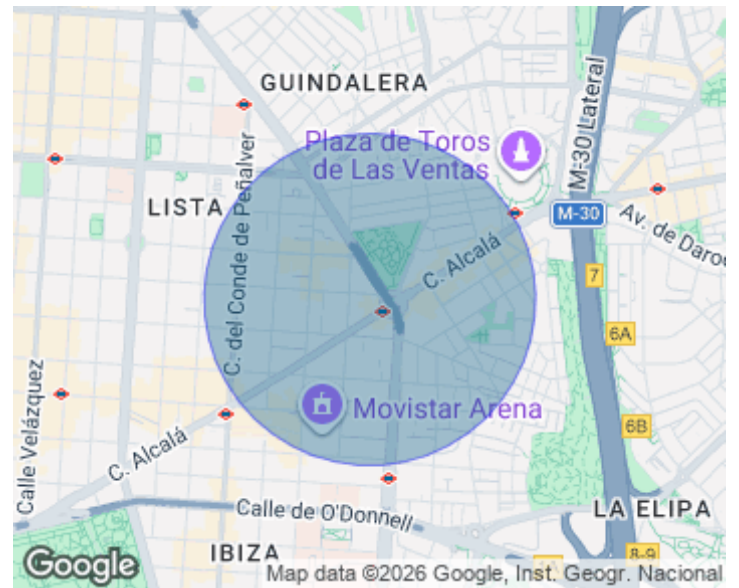 GUINDALERA
Plaza de Toros
de Las Ventas
M-30 Lateral
LISTA
C. del Conde de Peñalver
M-30
Av. de Daroc
C. Alcalá
7
6A
Calle Velázquez
Movistar Arena
6B
C. Alcalá
Calle de O'Donnell
LA ELIPA
IBIZA
8-9
Google
Map data ©2026 Google, Inst. Geogr. Nacional